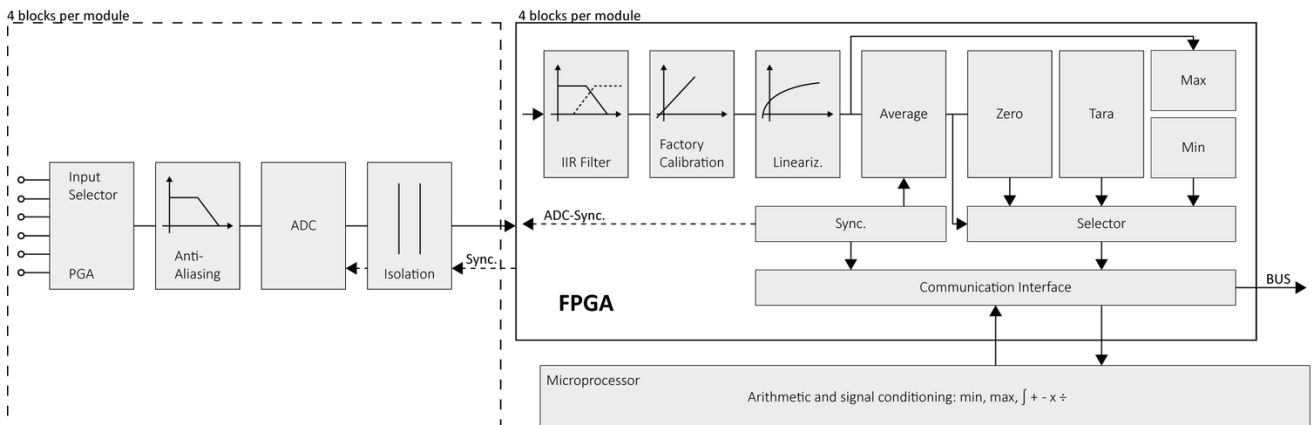 4 blocks per module
4 blocks per module
Input
Selector
PGA
Anti-
Aliasing
ADC
Isolation
Sync.
IIR Filter
Factory
Calibration
Lineariz.
Average
Zero
Tara
Max
Min
ADC-Sync.
Sync.
Selector
Communication Interface
FPGA
BUS
Microprocessor
Arithmetic and signal conditioning: min, max, ∫ + - x ÷